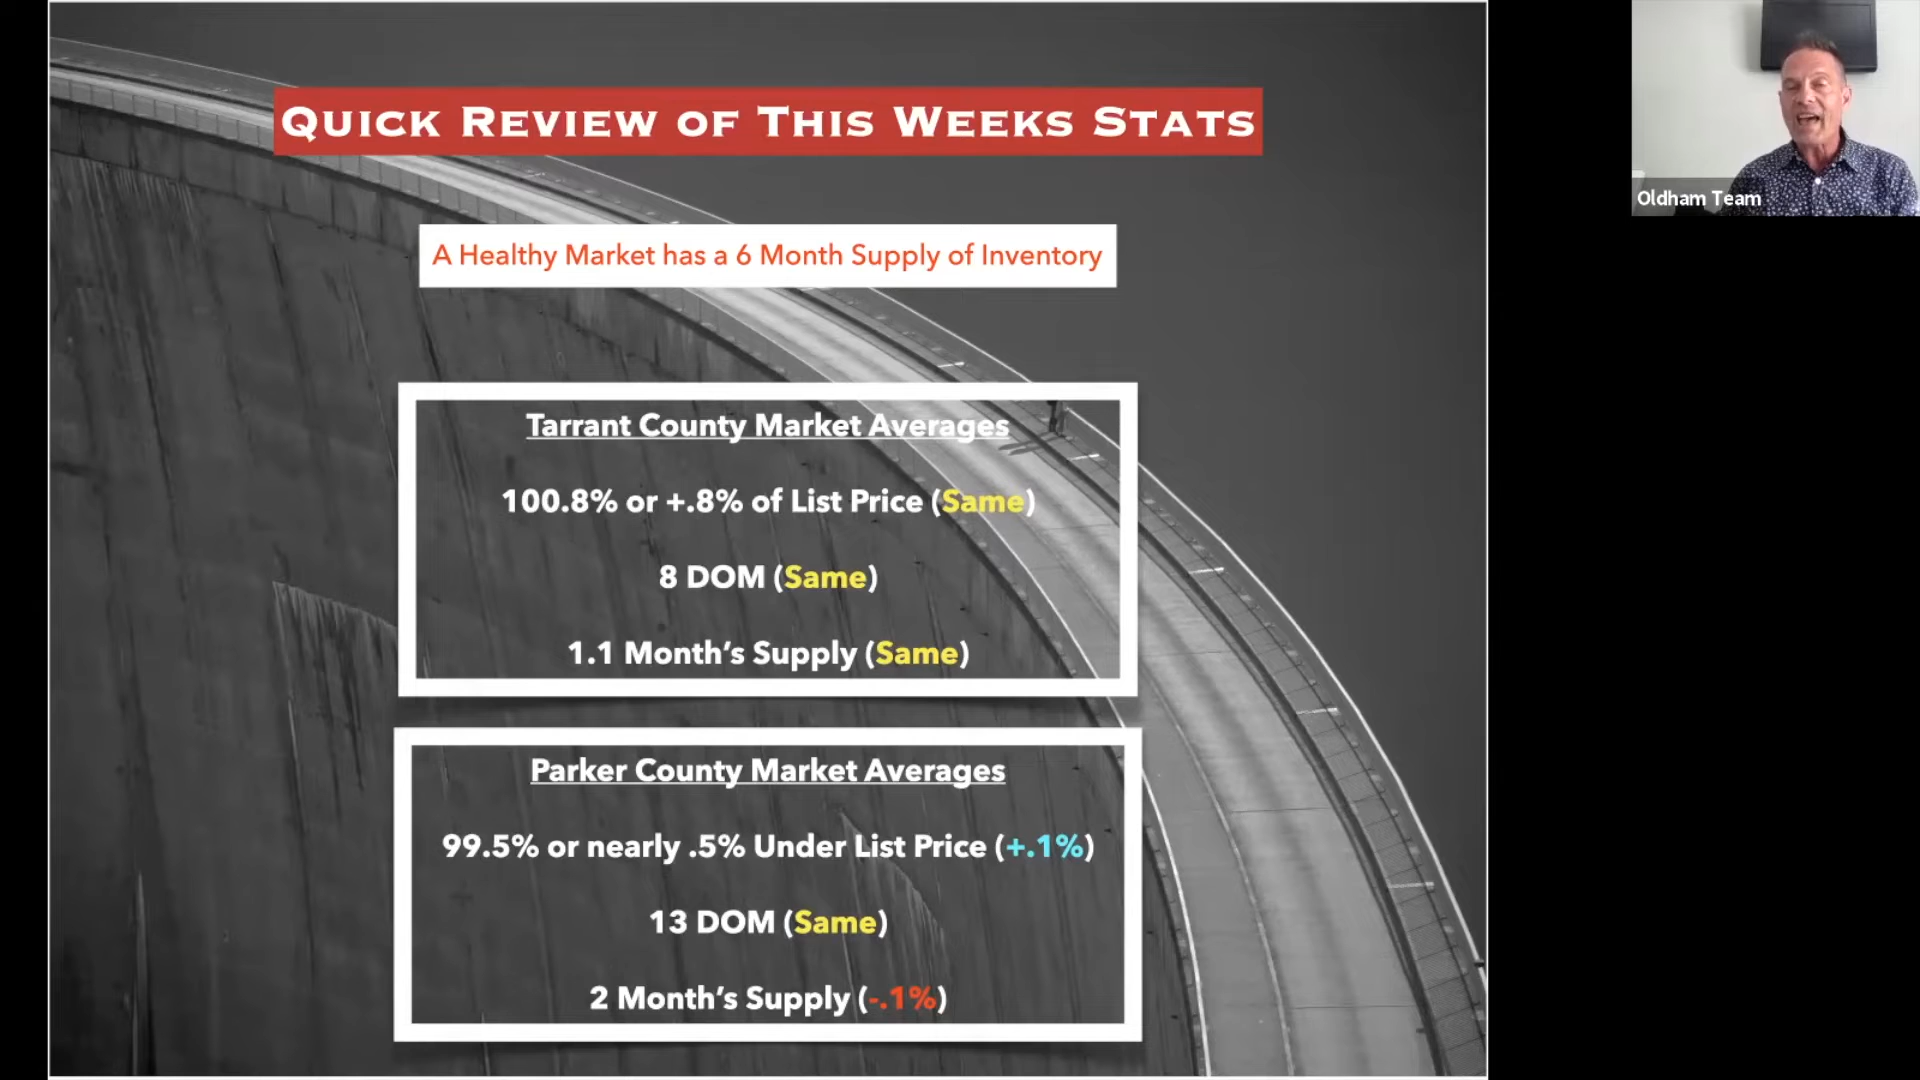 Quick Review of This Weeks Stats
A Healthy Market has a 6 Month Supply of Inventory
Tarrant County Market Averages
100.8% or +.8% of List Price (Same)
8 DOM (Same)
1.1 Month’s Supply (Same)
Parker County Market Averages
99.5% or nearly .5% Under List Price (+.1%)
13 DOM (Same)
2 Month’s Supply (-.1%)
Oldham Team